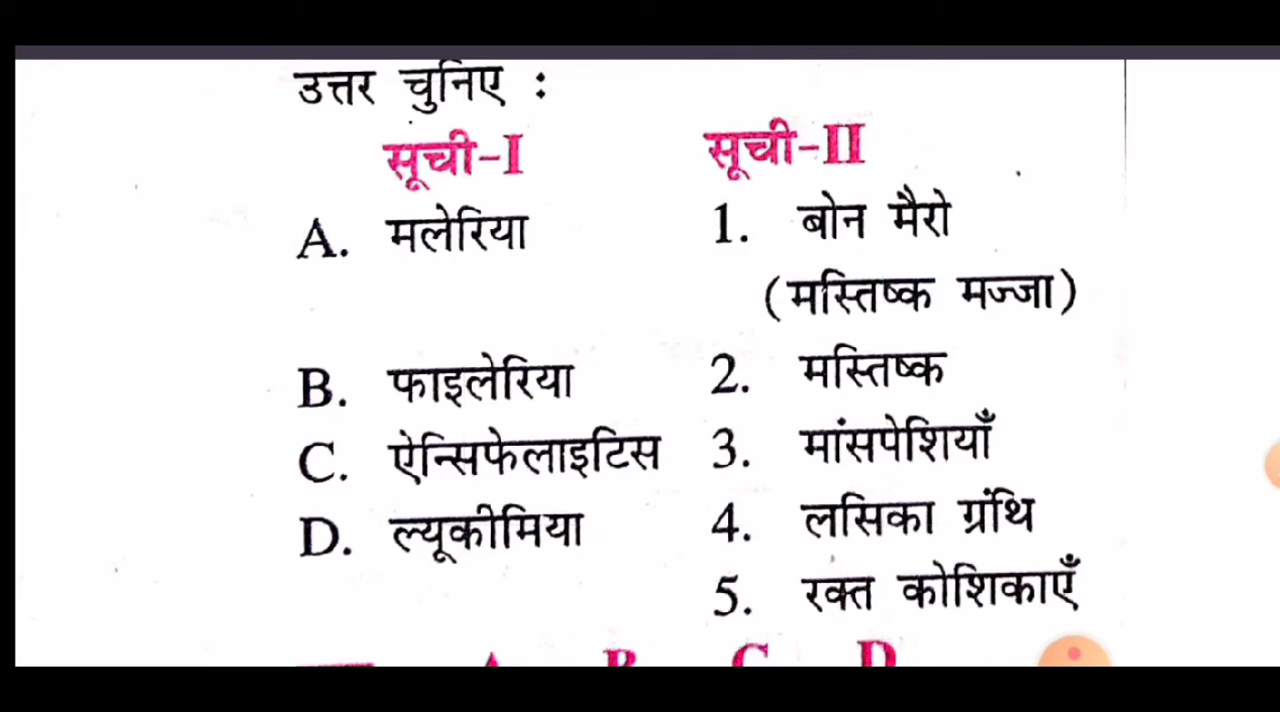 उत्तर चुनिए :
सूची-I सूची-II
A. मलेरिया 1. बोन मैरो
(मस्तिष्क मज्जा)
B. फाइलेरिया 2. मस्तिष्क
C. ऐन्सिफेलाइटिस 3. मांसपेशियाँ
D. ल्यूकीमिया 4. लसिका ग्रंथि
5. रक्त कोशिकाएँ
A B C D